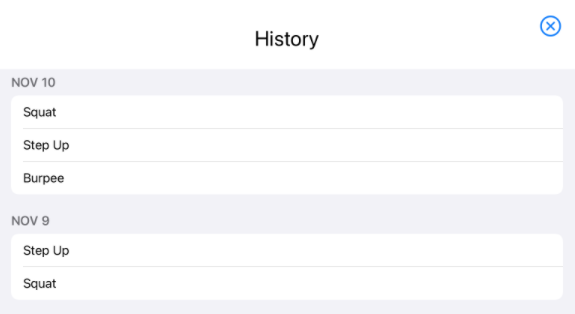 History
NOV 10
Squat
Step Up
Burpee
NOV 9
Step Up
Squat